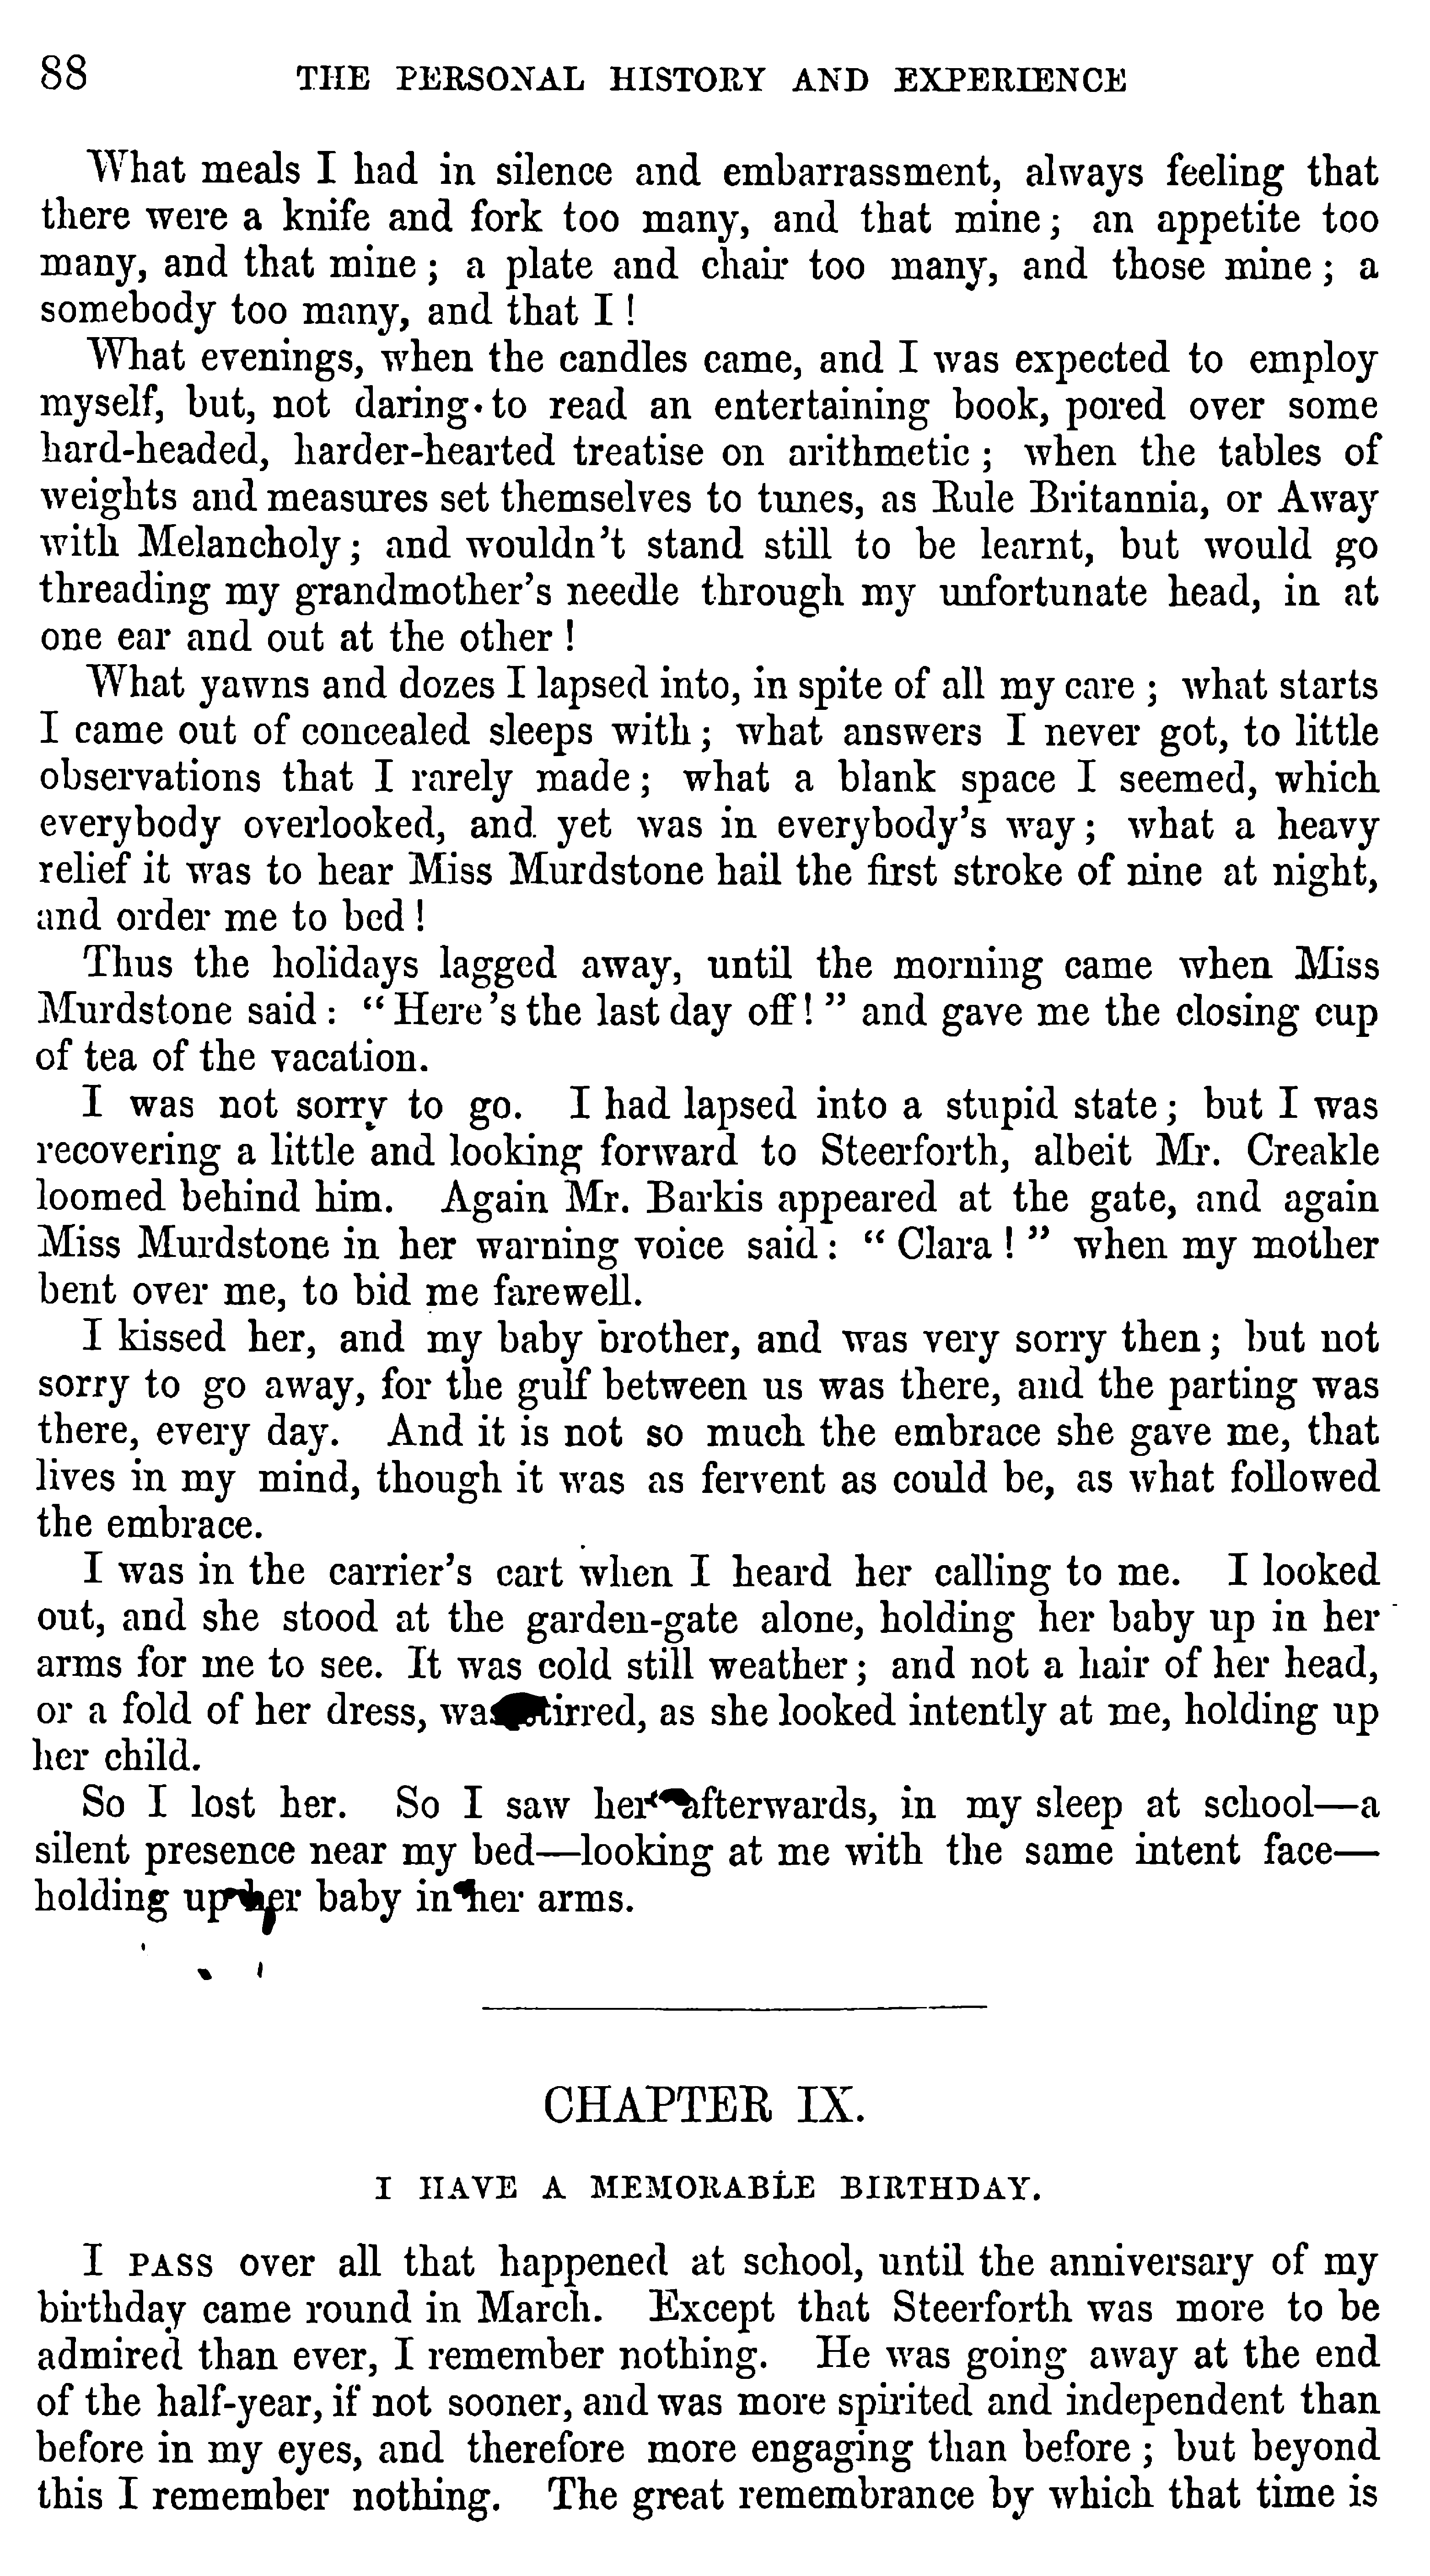 88 THE PERSONAL HISTORY AND EXPERIENCE
What meals I had in silence and embarrassment, always feeling that
there were a knife and fork too many, and that mine; an appetite too
many, and that mine; a plate and chair too many, and those mine; a
somebody too many, and that I!
What evenings, when the candles came, and I was expected to employ
myself, but, not daring to read an entertaining book, pored over some
hard-headed, harder-hearted treatise on arithmetic; when the tables of
weights and measures set themselves to tunes, as Rule Britannia, or Away
with Melancholy; and wouldn't stand still to be learnt, but would go
threading my grandmother's needle through my unfortunate head, in at
one ear and out at the other!
What yawns and dozes I lapsed into, in spite of all my care; what starts
I came out of concealed sleeps with; what answers I never got, to little
observations that I rarely made; what a blank space I seemed, which
everybody overlooked, and yet was in everybody's way; what a heavy
relief it was to hear Miss Murdstone hail the first stroke of nine at night,
and order me to bed!
Thus the holidays lagged away, until the morning came when Miss
Murdstone said: "Here's the last day off!" and gave me the closing cup
of tea of the vacation.
I was not sorry to go. I had lapsed into a stupid state; but I was
recovering a little and looking forward to Steerforth, albeit Mr. Creakle
loomed behind him. Again Mr. Barkis appeared at the gate, and again
Miss Murdstone in her warning voice said: "Clara!" when my mother
bent over me, to bid me farewell.
I kissed her, and my baby brother, and was very sorry then; but not
sorry to go away, for the gulf between us was there, and the parting was
there, every day. And it is not so much the embrace she gave me, that
lives in my mind, though it was as fervent as could be, as what followed
the embrace.
I was in the carrier's cart when I heard her calling to me. I looked
out, and she stood at the garden-gate alone, holding her baby up in her
arms for me to see. It was cold still weather; and not a hair of her head,
or a fold of her dress, was stirred, as she looked intently at me, holding up
her child.
So I lost her. So I saw her afterwards, in my sleep at school—a
silent presence near my bed—looking at me with the same intent face—
holding up her baby in her arms.
CHAPTER IX.
I HAVE A MEMORABLE BIRTHDAY.
I PASS over all that happened at school, until the anniversary of my
birthday came round in March. Except that Steerforth was more to be
admired than ever, I remember nothing. He was going away at the end
of the half-year, if not sooner, and was more spirited and independent than
before in my eyes, and therefore more engaging than before; but beyond
this I remember nothing. The great remembrance by which that time is